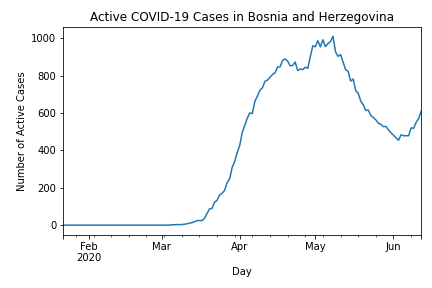 Active COVID-19 Cases in Bosnia and Herzegovina
Number of Active Cases
1000
800
600
400
200
0
Feb
2020
Mar
Apr
May
Jun
Day